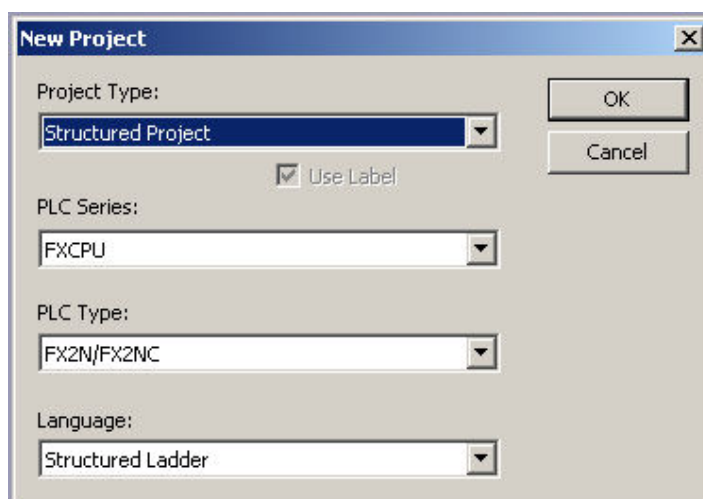 New Project
Project Type:
OK
Structured Project
Cancel
Use Label
PLC Series:
FXCPU
PLC Type:
FX2N/FX2NC
Language:
Structured Ladder